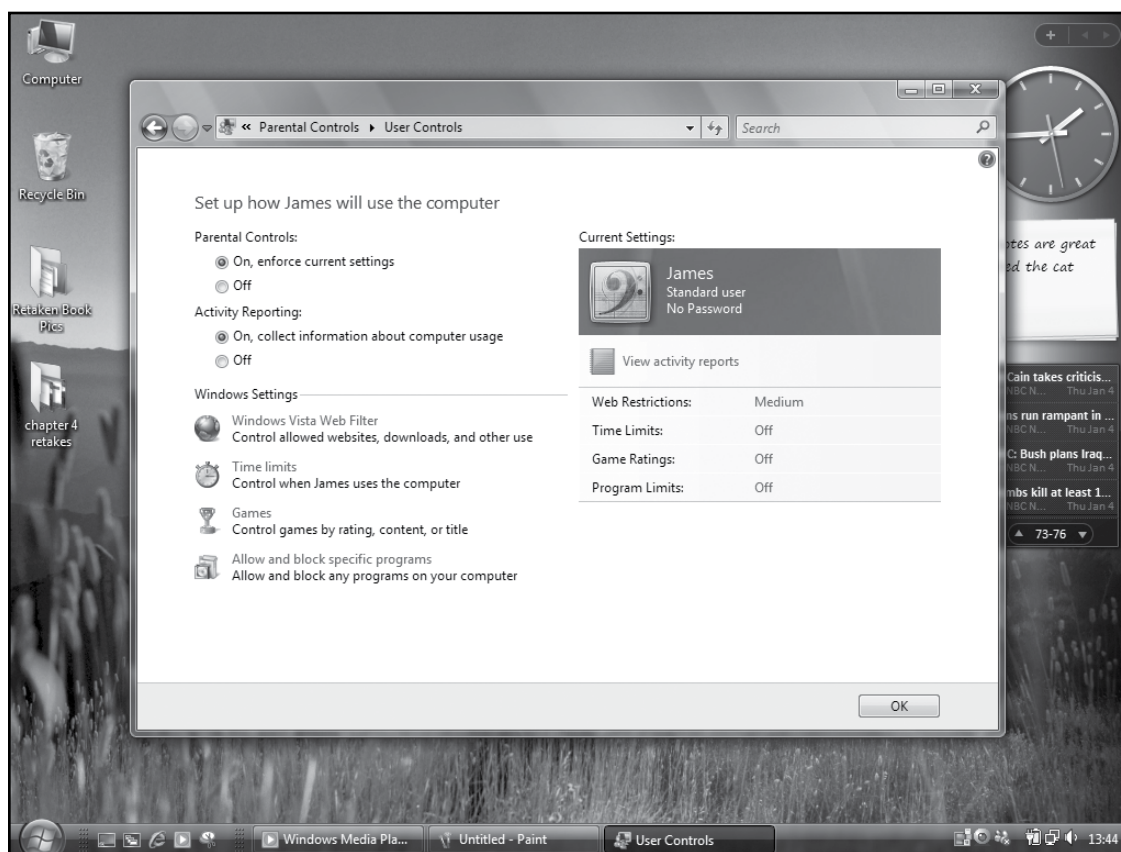 Computer
Recycle Bin
Retaken Book
Pics
chapter 4
retakes
« Parental Controls ▸ User Controls
Search
Set up how James will use the computer
Parental Controls:
On, enforce current settings
Off
Activity Reporting:
On, collect information about computer usage
Off
Windows Settings
Windows Vista Web Filter
Control allowed websites, downloads, and other use
Time limits
Control when James uses the computer
Games
Control games by rating, content, or title
Allow and block specific programs
Allow and block any programs on your computer
Current Settings:
James
Standard user
No Password
View activity reports
Web Restrictions: Medium
Time Limits: Off
Game Ratings: Off
Program Limits: Off
OK
otes are great
ed the cat
Cain takes criticis...
NBC N... Thu Jan 4
ns run rampant in ...
NBC N... Thu Jan 4
C: Bush plans Iraq...
NBC N... Thu Jan 4
mbs kill at least 1...
NBC N... Thu Jan 4
73-76
Windows Media Pla...
Untitled - Paint
User Controls
13:44